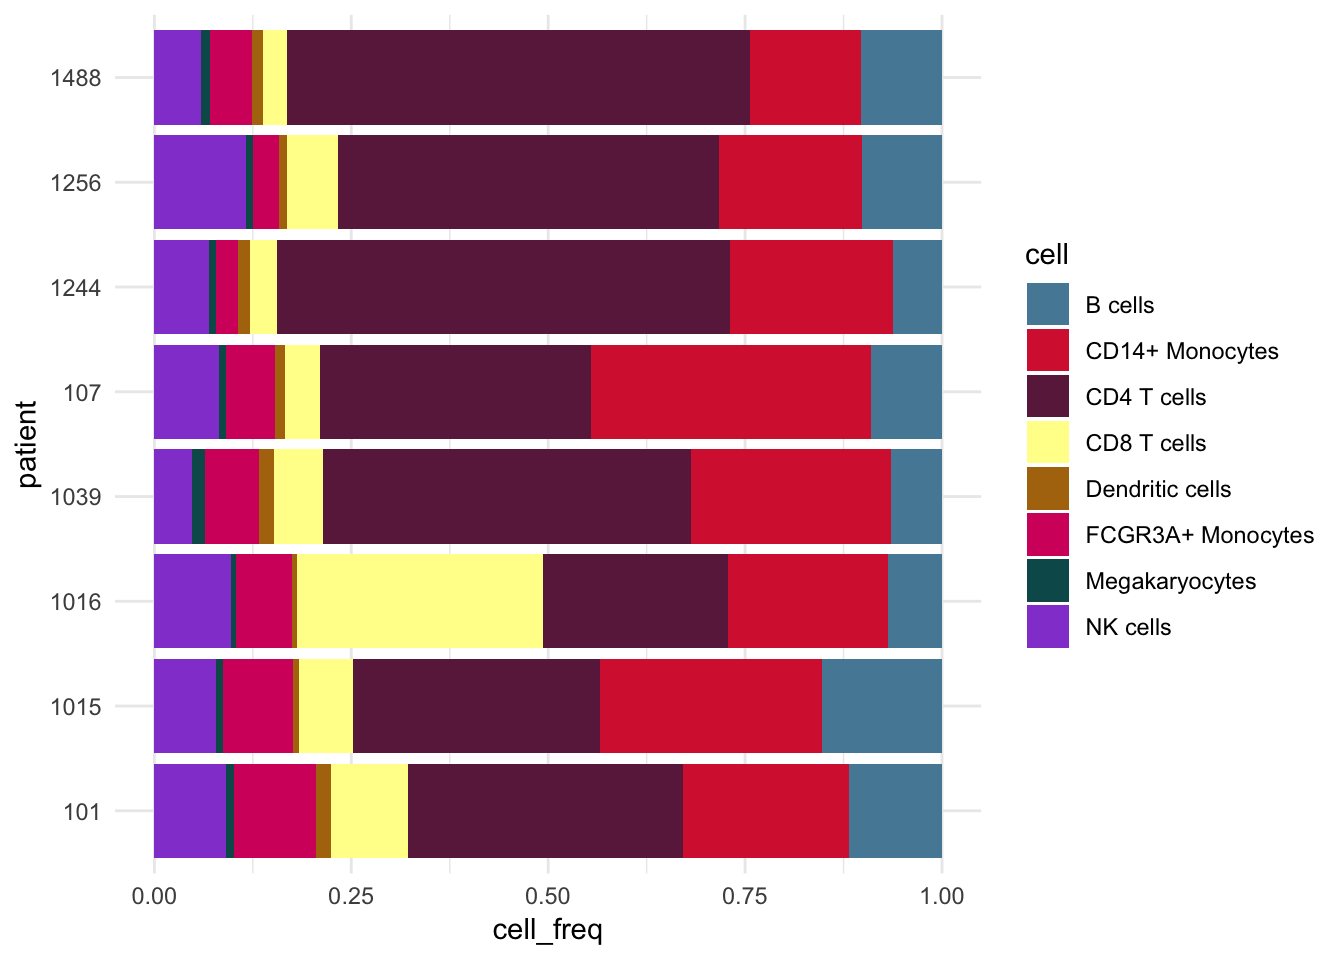 patient
1488
1256
1244
107
1039
1016
1015
101
0.00 0.25 0.50 0.75 1.00
cell_freq
cell
B cells
CD14+ Monocytes
CD4 T cells
CD8 T cells
Dendritic cells
FCGR3A+ Monocytes
Megakaryocytes
NK cells